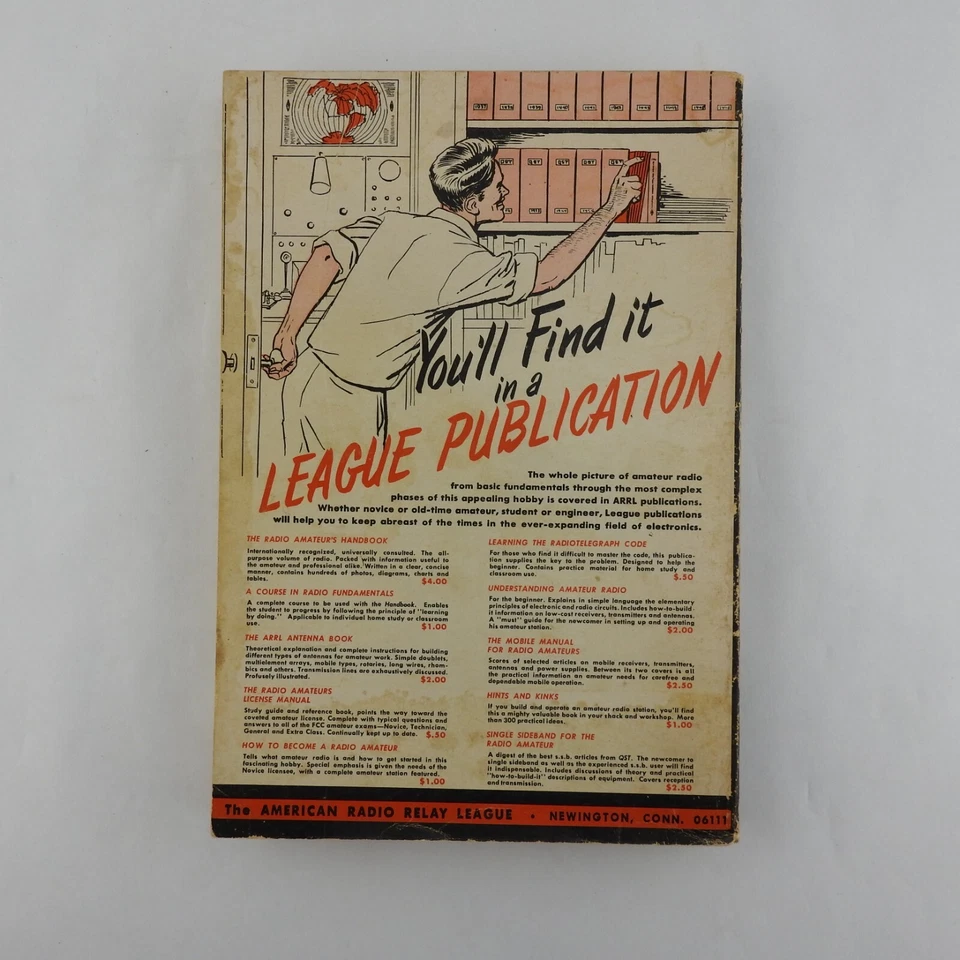 You'll Find it
in a
LEAGUE PUBLICATION
The whole picture of amateur radio
from basic fundamentals through the most complex
phases of this appealing hobby is covered in ARRL publications.
Whether novice or old-time amateur, student or engineer, League publications
will help you to keep abreast of the times in the ever-expanding field of electronics.
THE RADIO AMATEUR'S HANDBOOK
Internationally recognized, universally consulted. The all-
purpose volume of radio. Packed with information useful to
the amateur and professional alike. Written in a clear, concise
manner, contains hundreds of photos, diagrams, charts and
tables. $4.00
A COURSE IN RADIO FUNDAMENTALS
A complete course to be used with the Handbook. Enables
the student to progress by following the principle of "learning
by doing." Applicable to individual home study or classroom
use. $1.00
THE ARRL ANTENNA BOOK
Theoretical explanation and complete instructions for building
different types of antennas for amateur work. Simple doublets,
multielement arrays, mobile types, rotaries, long wires, rhom-
bics and others. Transmission lines are exhaustively discussed.
Profusely illustrated. $2.00
THE RADIO AMATEURS
LICENSE MANUAL
Study guide and reference book, points the way toward the
coveted amateur license. Complete with typical questions and
answers to all of the FCC amateur exams—Novice, Technician,
General and Extra Class. Continually kept up to date. $.50
HOW TO BECOME A RADIO AMATEUR
Tells what amateur radio is and how to get started in this
fascinating hobby. Special emphasis is given the needs of the
Novice licensee, with a complete amateur station featured.
$1.00
LEARNING THE RADIOTELEGRAPH CODE
For those who find it difficult to master the code, this publica-
tion supplies the key to the problem. Designed to help the
beginner. Contains practice material for home study and
classroom use. $.50
UNDERSTANDING AMATEUR RADIO
For the beginner. Explains in simple language the elementary
principles of electronic and radio circuits. Includes how-to-build-
it information on low-cost receivers, transmitters and antennas.
A "must" guide for the newcomer in setting up and operating
his amateur station. $2.00
THE MOBILE MANUAL
FOR RADIO AMATEURS
Scores of selected articles on mobile receivers, transmitters,
antennas and power supplies. Between its two covers is all
the practical information an amateur needs for carefree and
dependable mobile operation. $2.50
HINTS AND KINKS
If you build and operate an amateur radio station, you'll find
this a mighty valuable book in your shack and workshop. More
than 300 practical ideas. $1.00
SINGLE SIDEBAND FOR THE
RADIO AMATEUR
A digest of the best s.s.b. articles from QST. The newcomer to
single sideband as well as the experienced s.s.b. user will find
it indispensable. Includes discussions of theory and practical
"how-to-build-it" descriptions of equipment. Covers reception
and transmission. $2.50
The AMERICAN RADIO RELAY LEAGUE • NEWINGTON, CONN. 06111